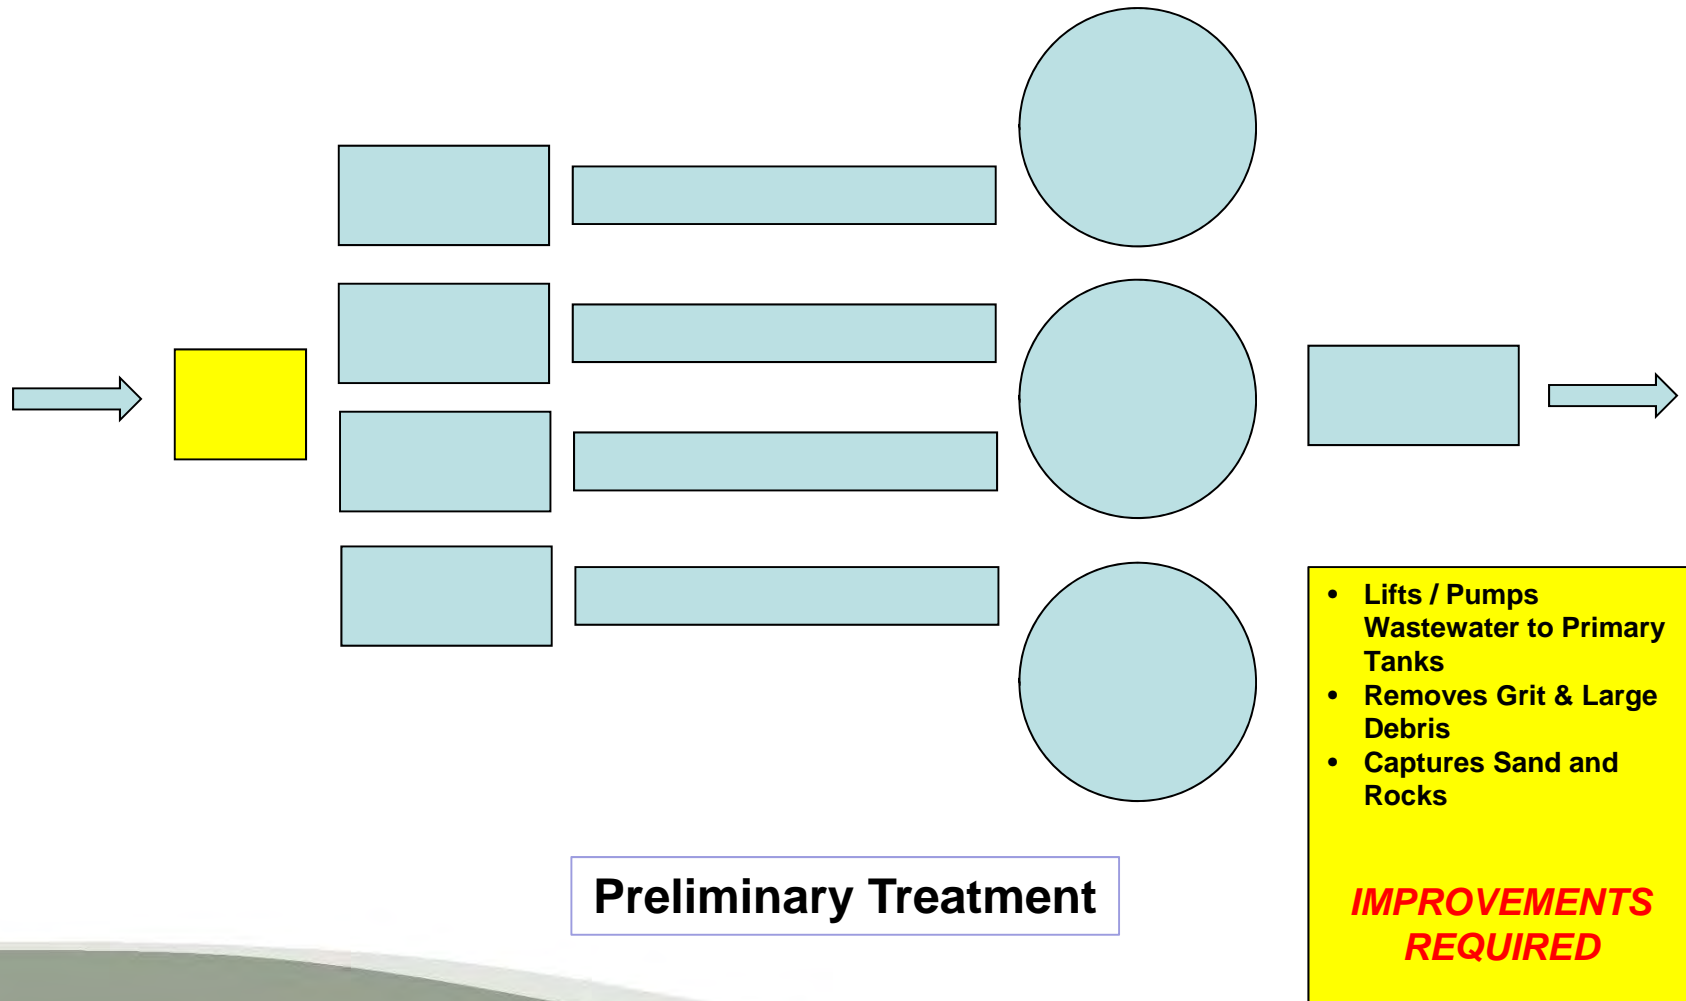 • Lifts / Pumps
Wastewater to Primary
Tanks
• Removes Grit & Large
Debris
• Captures Sand and
Rocks
IMPROVEMENTS
REQUIRED
Preliminary Treatment